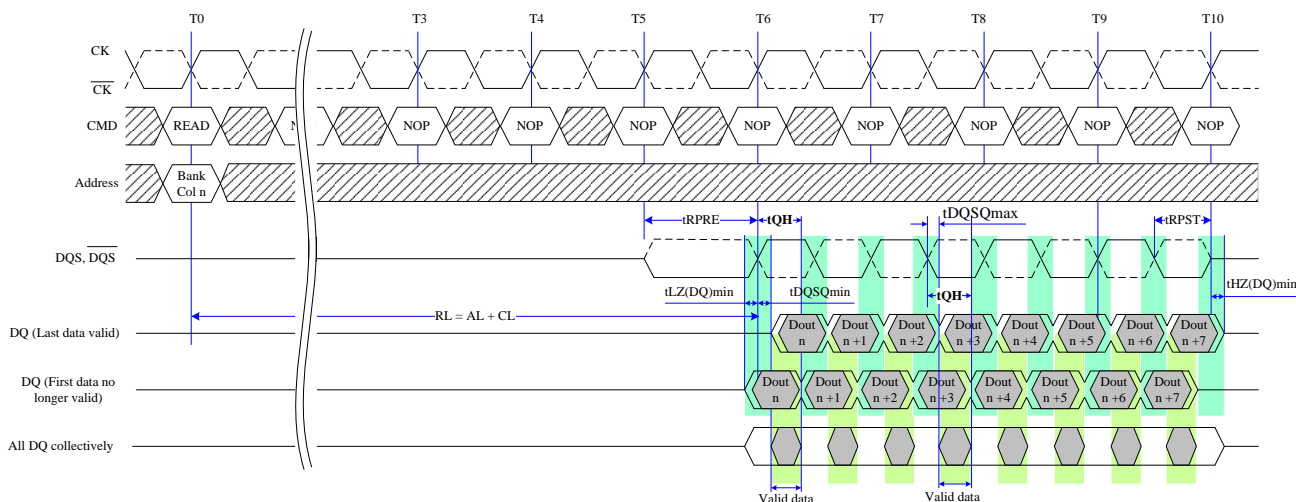 T0 T3 T4 T5 T6 T7 T8 T9 T10
CK
CK
CMD READ N NOP NOP NOP NOP NOP NOP NOP NOP
Address Bank
Col n
tRPRE tQH tDQSQmax tRPST
DQS, DQS
tLZ(DQ)min tDQSQmin tQH tHZ(DQ)min
RL = AL + CL
DQ (Last data valid) Dout n Dout n +1 Dout n +2 Dout n +3 Dout n +4 Dout n +5 Dout n +6 Dout n +7
DQ (First data no
longer valid) Dout n Dout n +1 Dout n +2 Dout n +3 Dout n +4 Dout n +5 Dout n +6 Dout n +7
All DQ collectively
Valid data Valid data